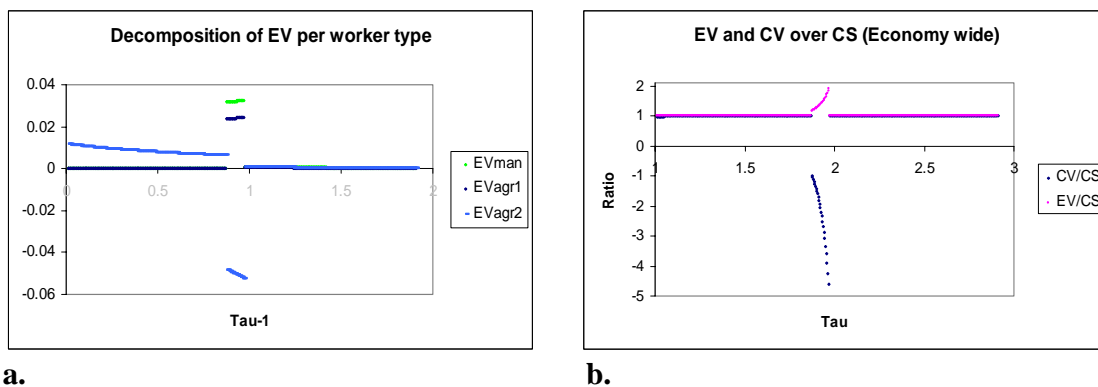 Decomposition of EV per worker type
0.04
0.02
0
-0.02
-0.04
-0.06
0
0.5
1
1.5
2
Tau-1
EVman
EVagr1
EVagr2
a.
EV and CV over CS (Economy wide)
2
1
0
-1
-2
-3
-4
-5
Ratio
1
1.5
2
2.5
3
Tau
CV/CS
EV/CS
b.